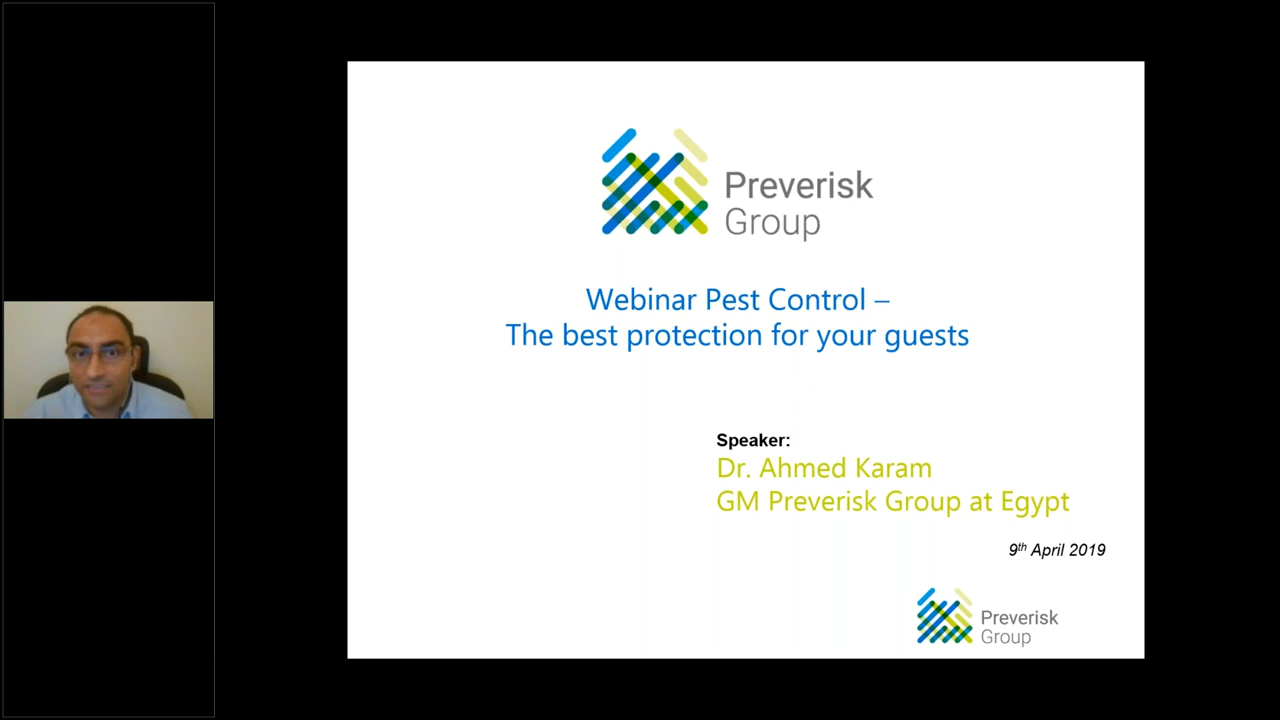 Preverisk
Group
Webinar Pest Control –
The best protection for your guests
Speaker:
Dr. Ahmed Karam
GM Preverisk Group at Egypt
9th April 2019
Preverisk
Group